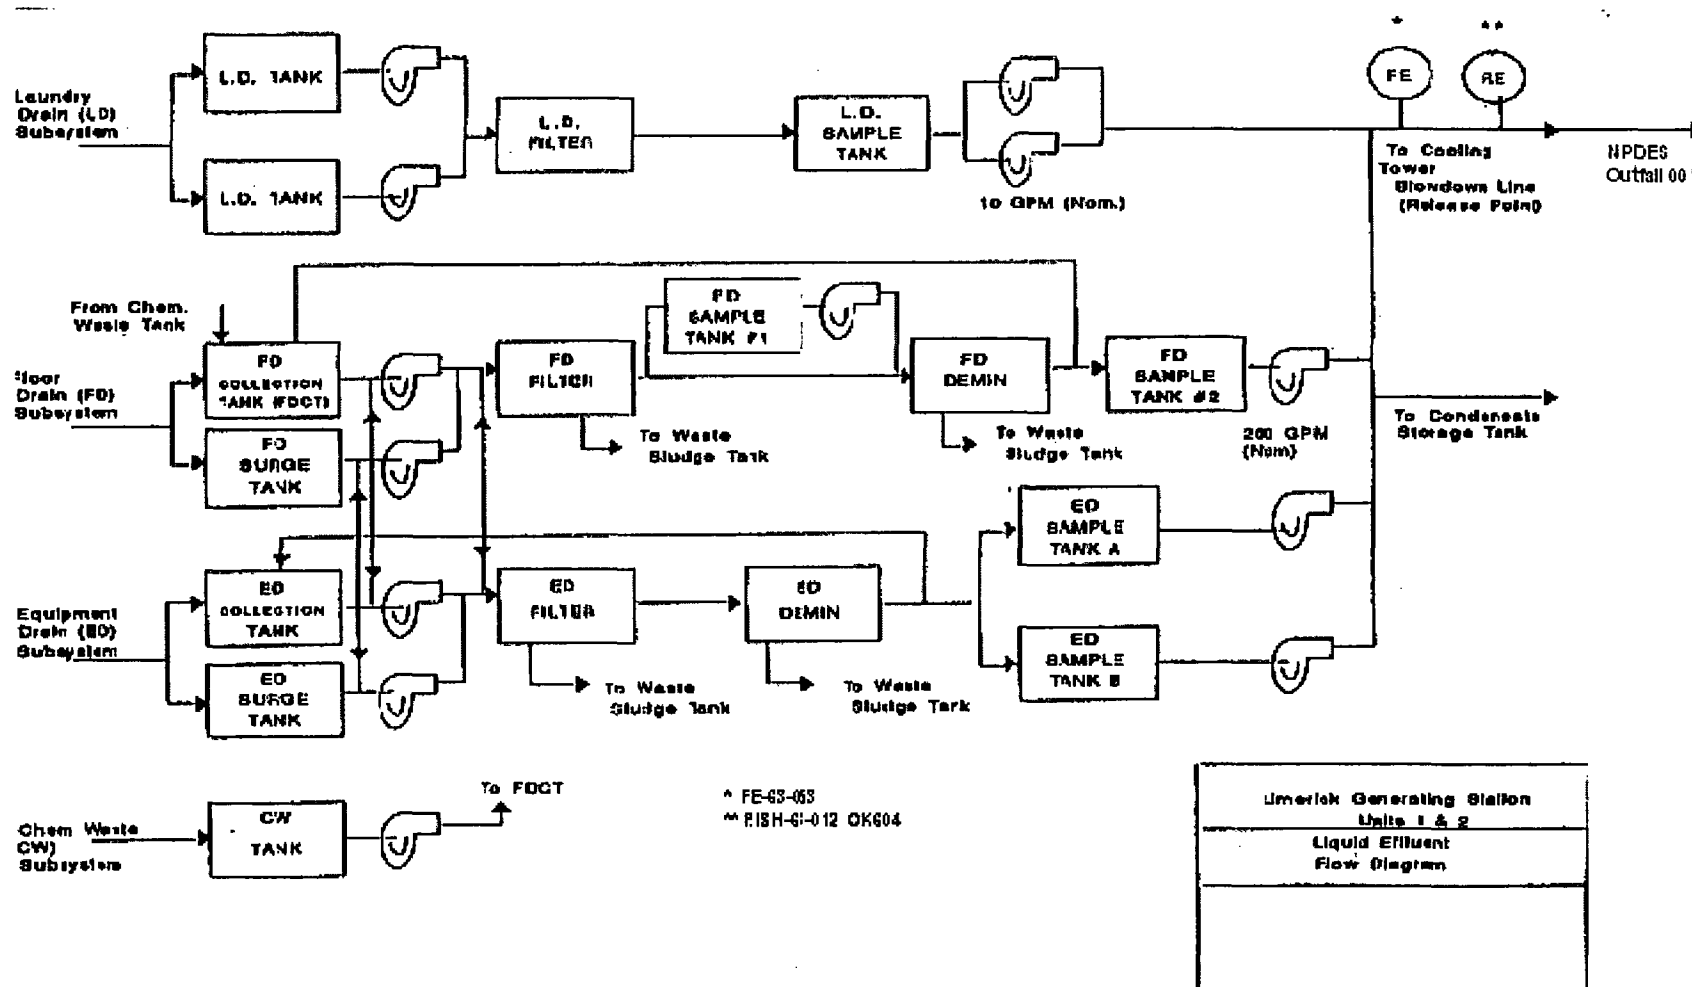 *
**
FE
RE
Laundry
Drain (LD)
Subsystem
L.D. TANK
L.D. TANK
L.D.
FILTER
L.D.
SAMPLE
TANK
10 GPM (Nom.)
To Cooling
Tower
Blowdown Line
(Release Point)
NPDES
Outfall 00
From Chem.
Waste Tank
Floor
Drain (FD)
Subsystem
FD
COLLECTION
TANK (FDCT)
FD
SURGE
TANK
FD
FILTER
To Waste
Sludge Tank
FD
SAMPLE
TANK #1
FD
DEMIN
To Waste
Sludge Tank
FD
SAMPLE
TANK #2
200 GPM
(Nom)
To Condensate
Storage Tank
Equipment
Drain (ED)
Subsystem
ED
COLLECTION
TANK
ED
SURGE
TANK
ED
FILTER
To Waste
Sludge Tank
ED
DEMIN
To Waste
Sludge Tank
ED
SAMPLE
TANK A
ED
SAMPLE
TANK B
Chem Waste
CW)
Subsystem
CW
TANK
To FDCT
* FE-63-053
**
Limerick Generating Station
Units 1 & 2
Liquid Effluent
Flow Diagram